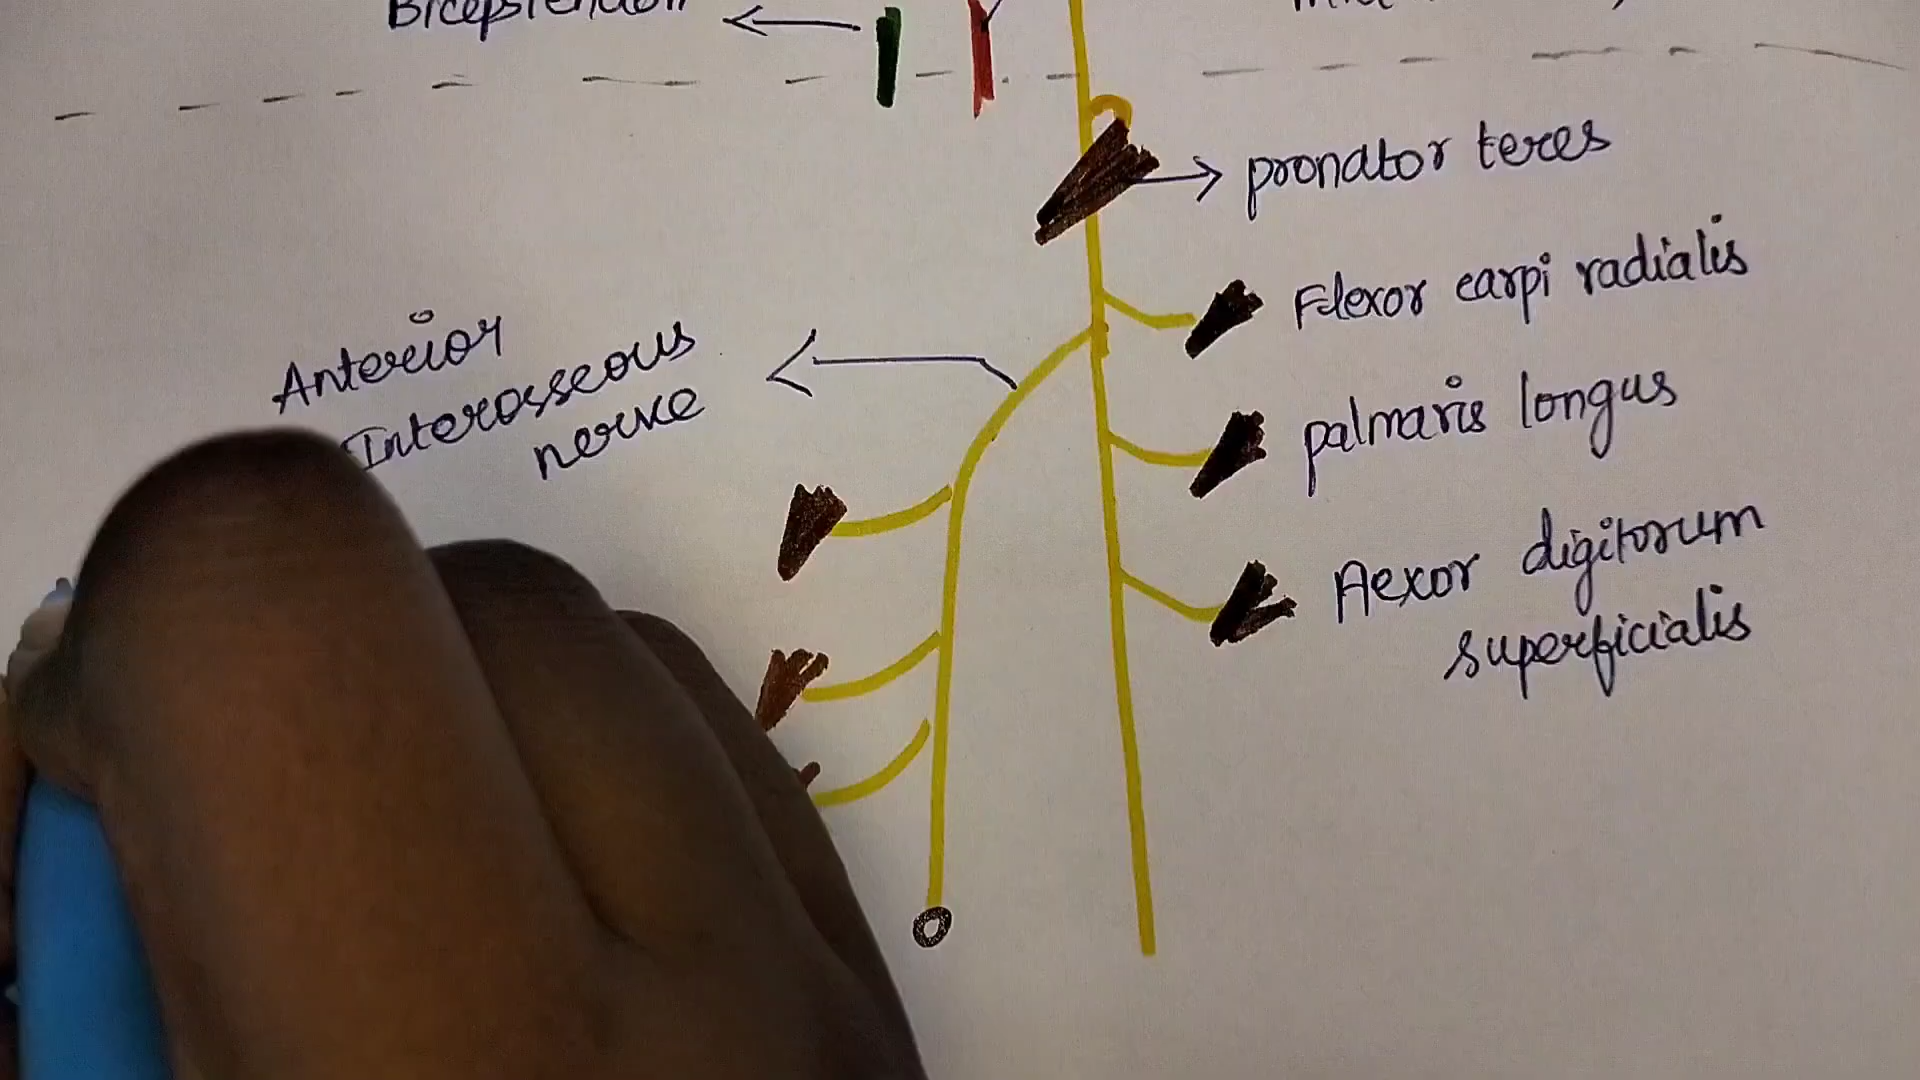 pronator teres
Flexor carpi radialis
Anterior
Interosseous
nerve
palmaris longus
Flexor digitorum
superficialis